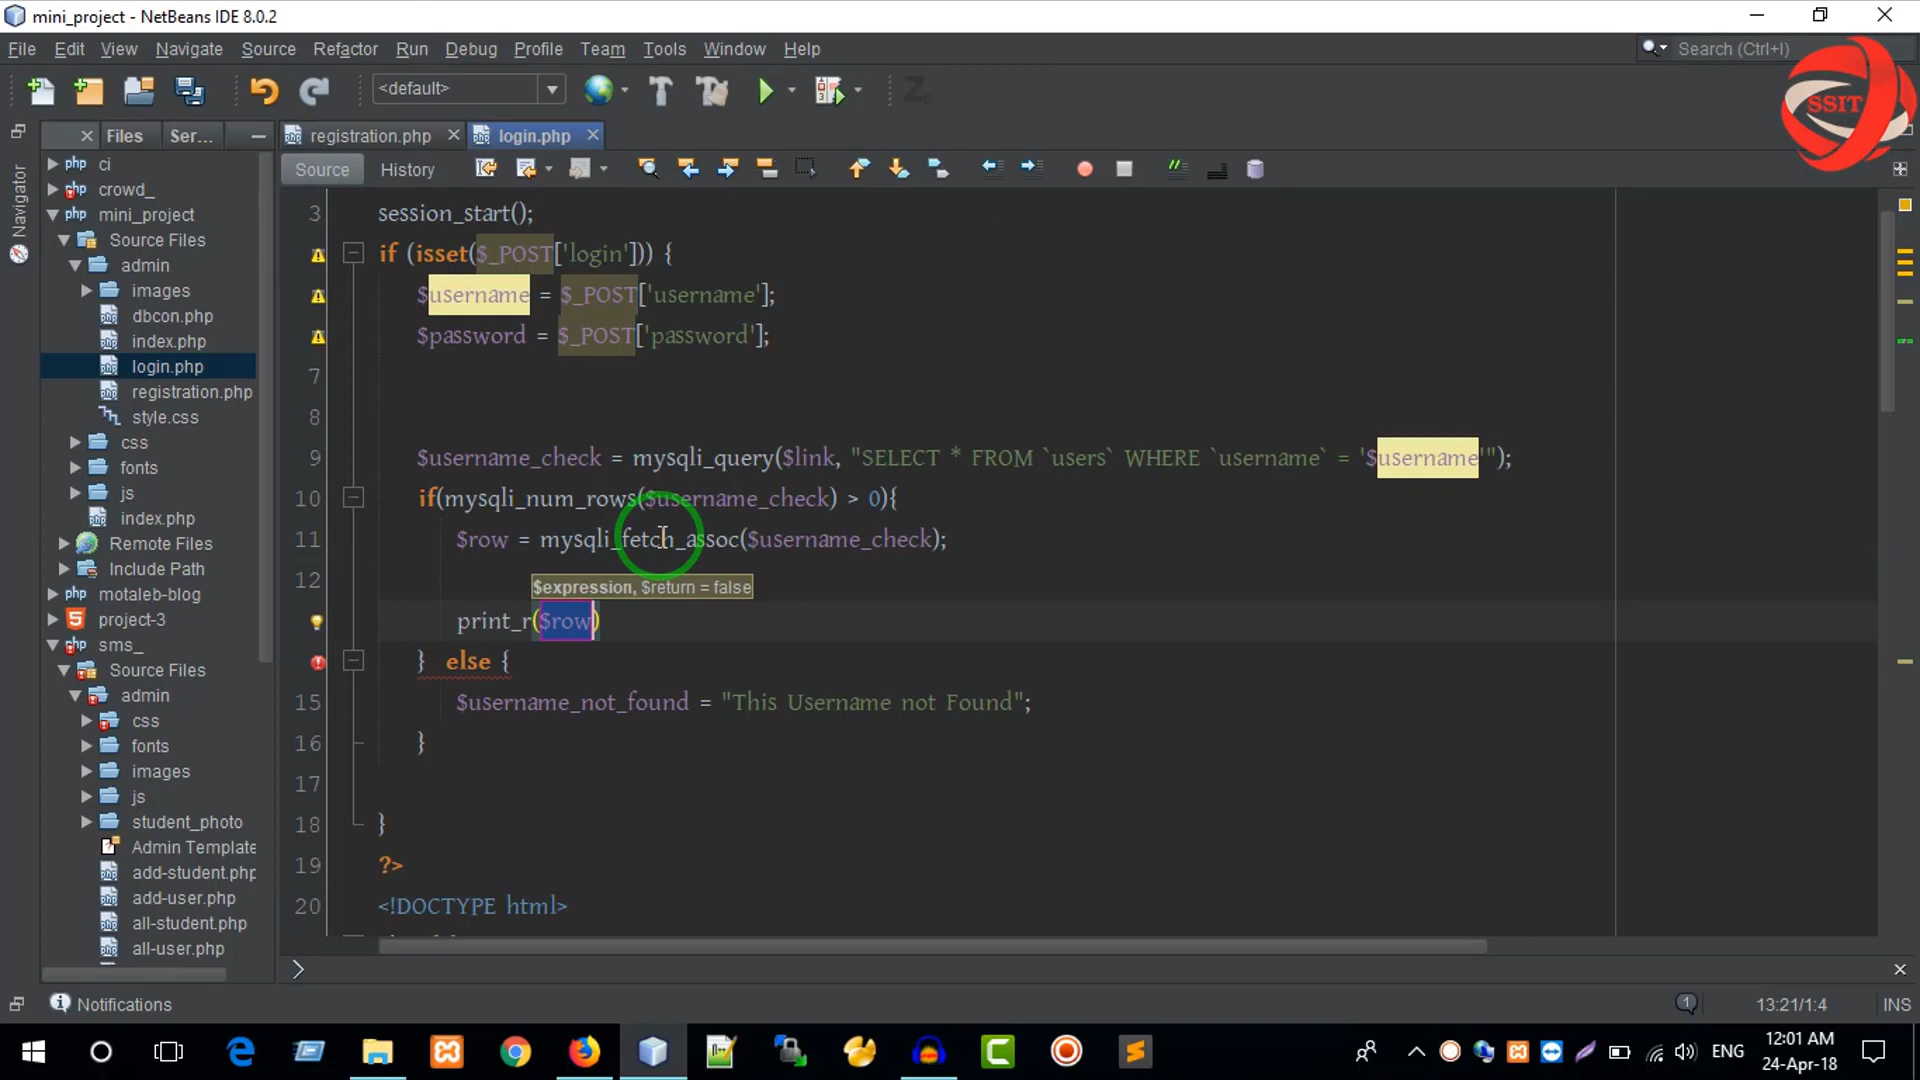 mini_project - NetBeans IDE 8.0.2
File Edit View Navigate Source Refactor Run Debug Profile Team Tools Window Help
Search (Ctrl+I)
<default>
SSIT
Files Ser...
registration.php login.php
Source History
Navigator
ci
crowd_
mini_project
Source Files
admin
images
dbcon.php
index.php
login.php
registration.php
style.css
css
fonts
js
index.php
Remote Files
Include Path
motaleb-blog
project-3
sms_
Source Files
admin
css
fonts
images
js
student_photo
Admin Template
add-student.php
add-user.php
all-student.php
all-user.php
3 session_start();
if (isset($_POST['login'])) {
$username = $_POST['username'];
$password = $_POST['password'];
7
8
9 $username_check = mysqli_query($link, "SELECT * FROM `users` WHERE `username` = '$username'");
10 if(mysqli_num_rows($username_check) > 0){
11 $row = mysqli_fetch_assoc($username_check);
12
$expression, $return = false
print_r($row)
} else {
15 $username_not_found = "This Username not Found";
16 }
17
18 }
19 ?>
20 <!DOCTYPE html>
Notifications
1
13:21/1:4 INS
ENG
12:01 AM
24-Apr-18